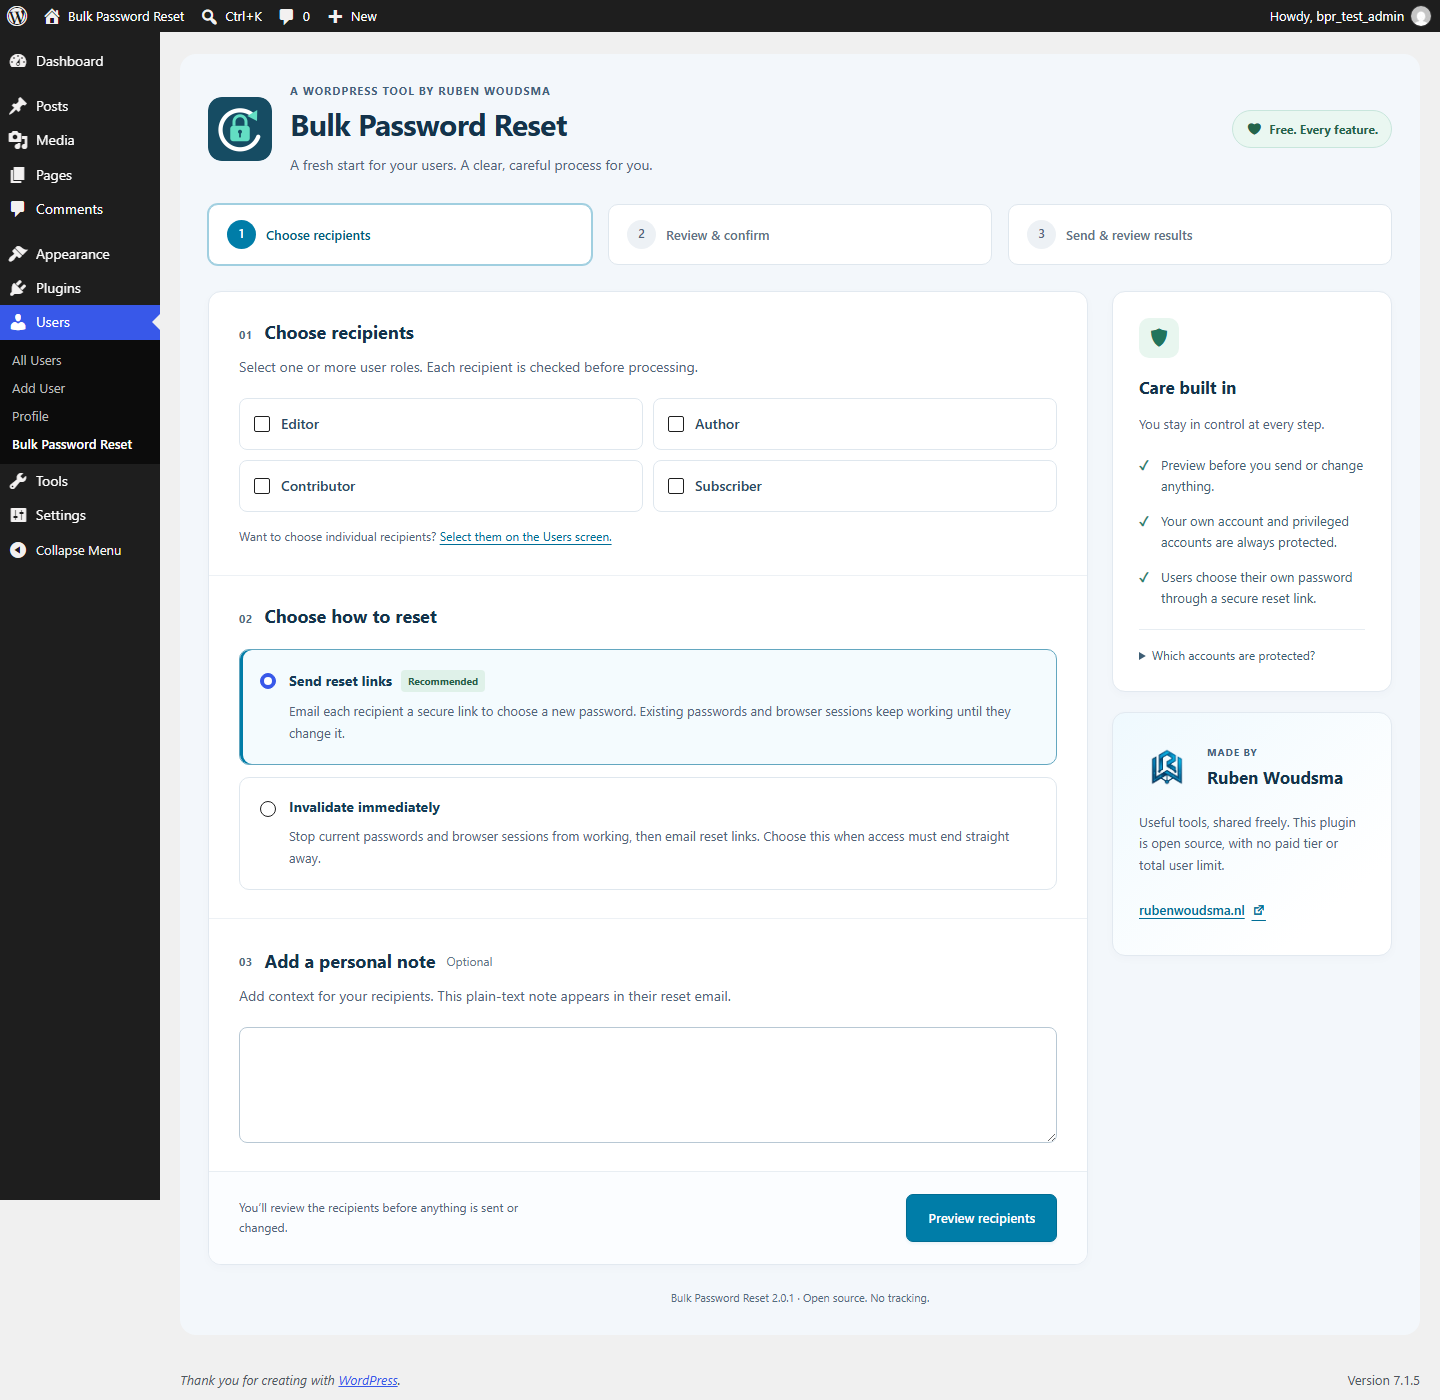 Bulk Password Reset
Ctrl+K
0
New
Howdy, bpr_test_admin
Dashboard
Posts
Media
Pages
Comments
Appearance
Plugins
Users
All Users
Add User
Profile
Bulk Password Reset
Tools
Settings
Collapse Menu
A WORDPRESS TOOL BY RUBEN WOUDSMA
Bulk Password Reset
A fresh start for your users. A clear, careful process for you.
Free. Every feature.
1 Choose recipients
2 Review & confirm
3 Send & review results
01 Choose recipients
Select one or more user roles. Each recipient is checked before processing.
Editor
Author
Contributor
Subscriber
Want to choose individual recipients? Select them on the Users screen.
02 Choose how to reset
Send reset links Recommended
Email each recipient a secure link to choose a new password. Existing passwords and browser sessions keep working until they
change it.
Invalidate immediately
Stop current passwords and browser sessions from working, then email reset links. Choose this when access must end straight
away.
03 Add a personal note Optional
Add context for your recipients. This plain-text note appears in their reset email.
You'll review the recipients before anything is sent or
changed.
Preview recipients
Care built in
You stay in control at every step.
Preview before you send or change
anything.
Your own account and privileged
accounts are always protected.
Users choose their own password
through a secure reset link.
Which accounts are protected?
MADE BY
Ruben Woudsma
Useful tools, shared freely. This plugin
is open source, with no paid tier or
total user limit.
rubenwoudsma.nl
Bulk Password Reset 2.0.1 · Open source. No tracking.
Thank you for creating with WordPress.
Version 7.1.5